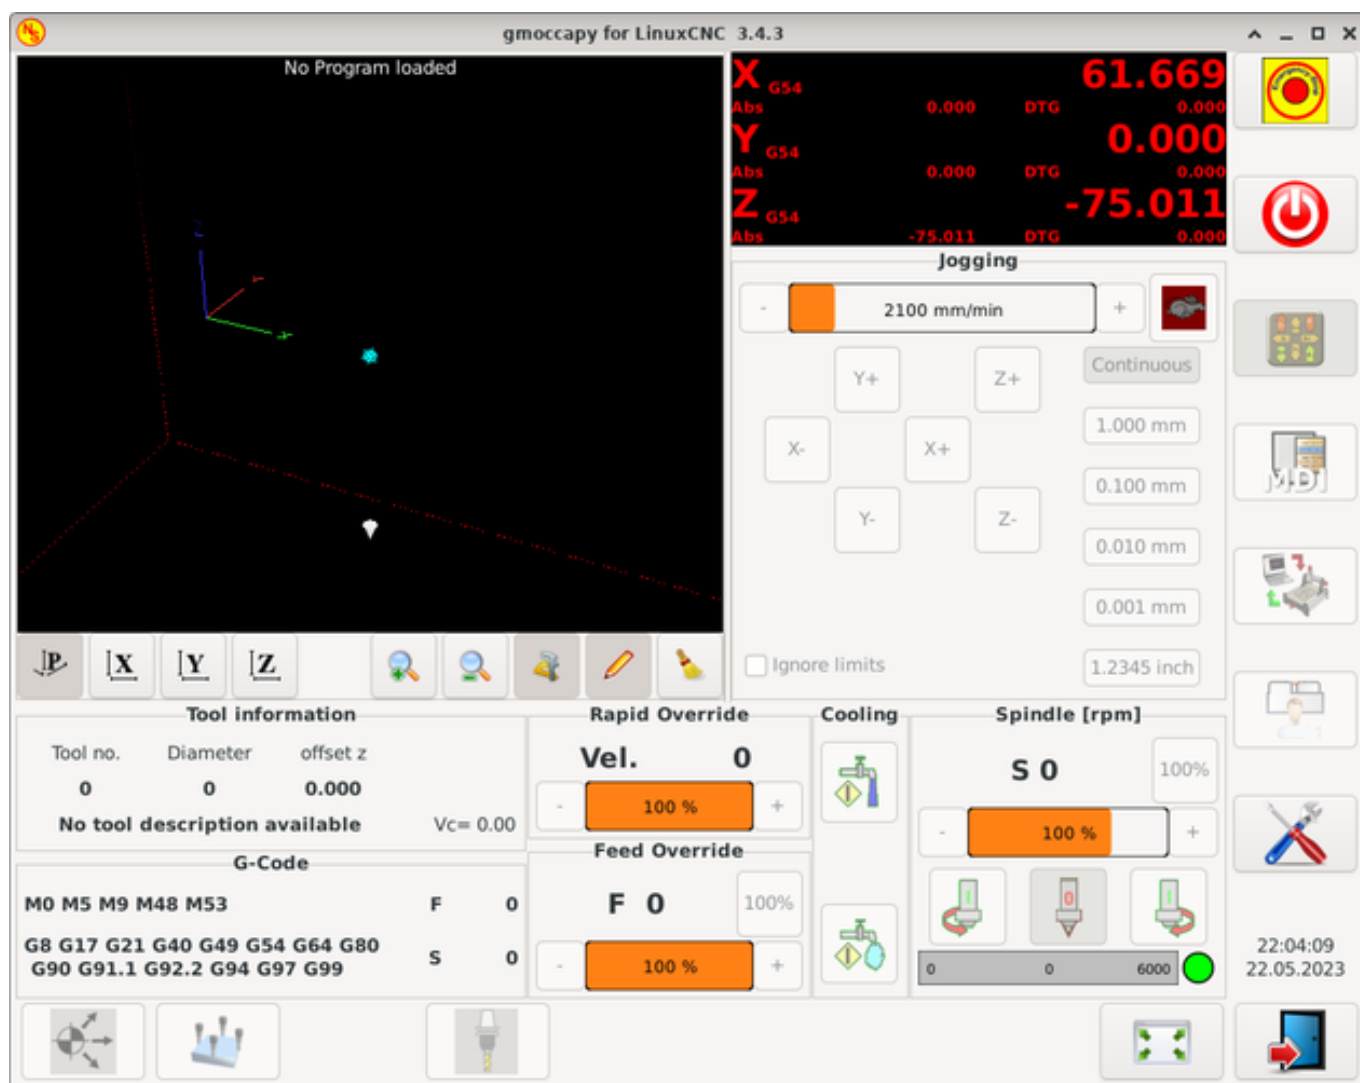 gmoccapy for LinuxCNC 3.4.3
No Program loaded
X G54 61.669
Abs 0.000 DTG 0.000
Y G54 0.000
Abs 0.000 DTG 0.000
Z G54 -75.011
Abs -75.011 DTG 0.000
Jogging
- 2100 mm/min +
Y+ Z+ Continuous
1.000 mm
X- X+
0.100 mm
Y- Z-
0.010 mm
0.001 mm
Ignore limits 1.2345 inch
MDI
P X Y Z
Tool information
Tool no. Diameter offset z
0 0 0.000
No tool description available Vc= 0.00
G-Code
M0 M5 M9 M48 M53 F 0
G8 G17 G21 G40 G49 G54 G64 G80
G90 G91.1 G92.2 G94 G97 G99
S 0
Rapid Override
Vel. 0
- 100 % +
Feed Override
F 0 100%
- 100 % +
Cooling
Spindle [rpm]
S 0 100%
- 100 % +
1 0 1
0 0 6000
22:04:09
22.05.2023